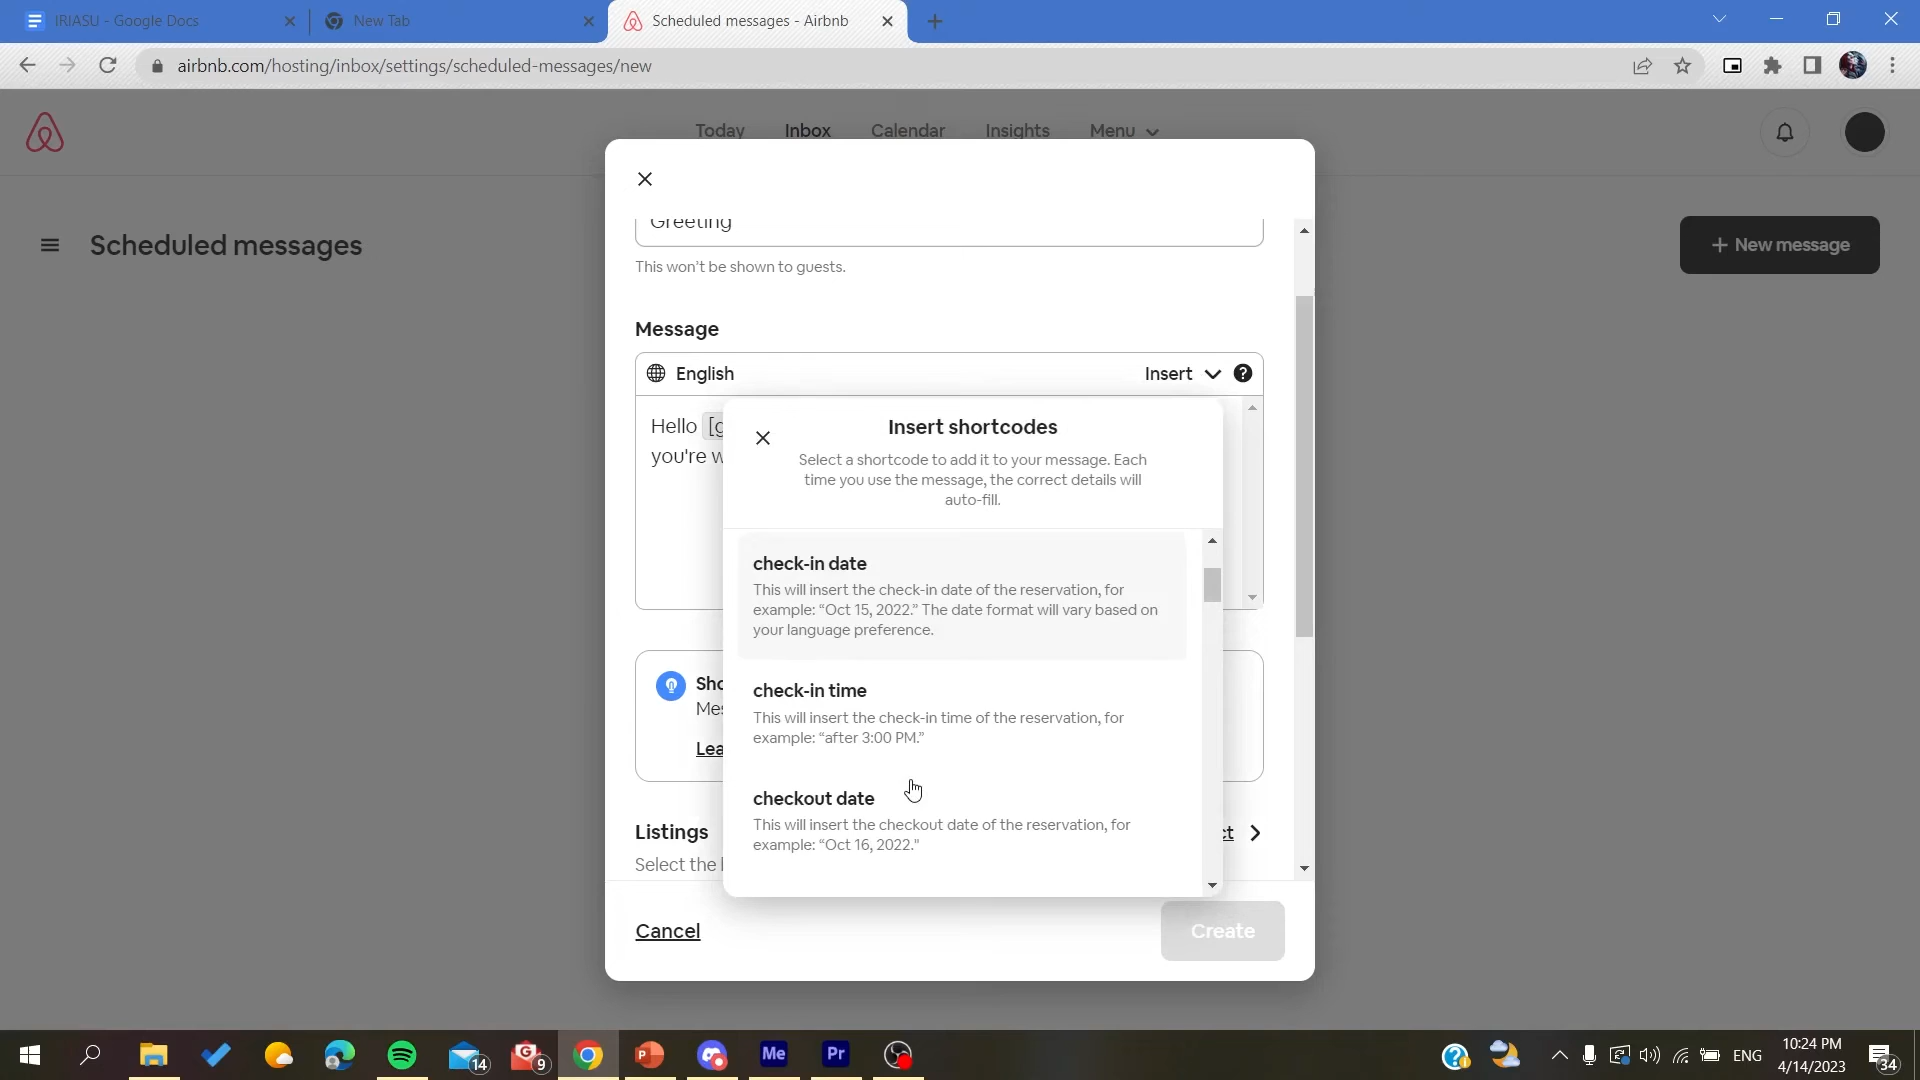 IRIASU - Google Docs
New Tab
Scheduled messages - Airbnb
airbnb.com/hosting/inbox/settings/scheduled-messages/new
Today
Inbox
Calendar
Insights
Menu
Scheduled messages
+ New message
Greeting
This won't be shown to guests.
Message
English
Insert
?
Hello [g
you're w
Insert shortcodes
Select a shortcode to add it to your message. Each
time you use the message, the correct details will
auto-fill.
check-in date
This will insert the check-in date of the reservation, for
example: “Oct 15, 2022.” The date format will vary based on
your language preference.
check-in time
This will insert the check-in time of the reservation, for
example: “after 3:00 PM.”
checkout date
This will insert the checkout date of the reservation, for
example: “Oct 16, 2022."
Sho
Mes
Lea
Listings
ct
Select the l
Cancel
Create
14
G
9
P
Me
Pr
?
ENG
10:24 PM
4/14/2023
34